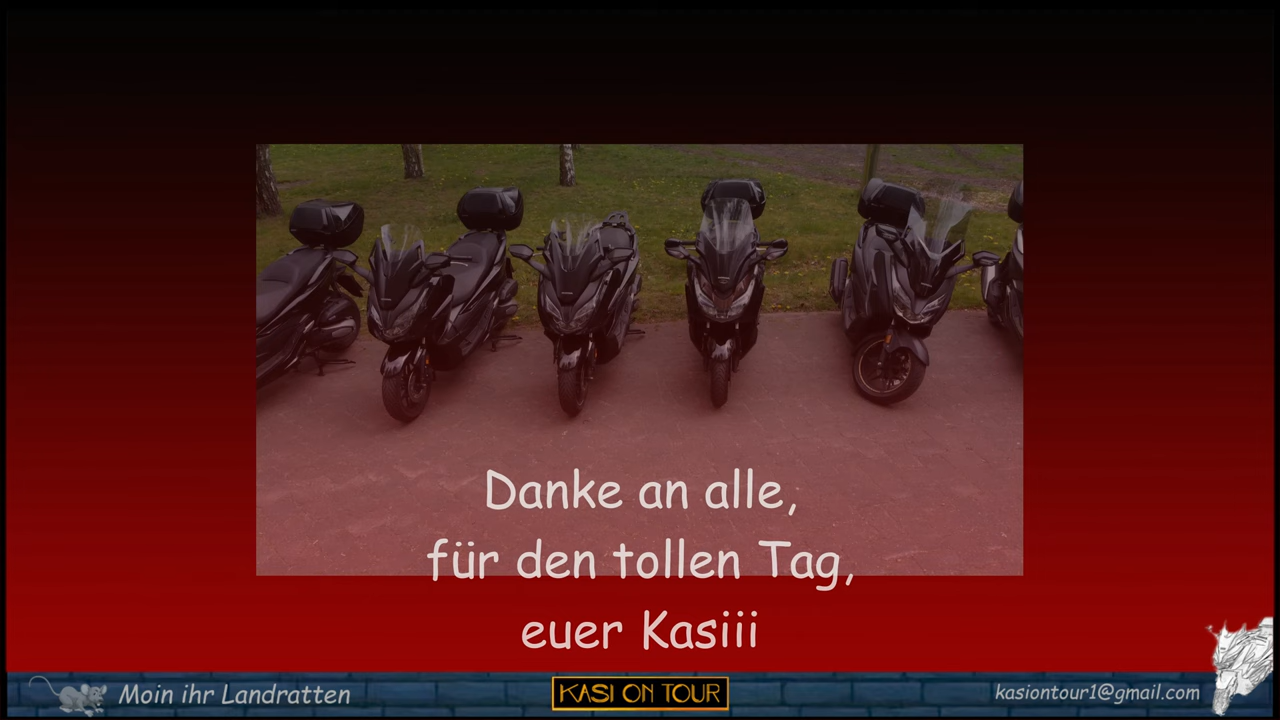 Danke an alle,
für den tollen Tag,
euer Kasiii
Moin ihr Landratten
KASI ON TOUR
kasiontour1@gmail.com